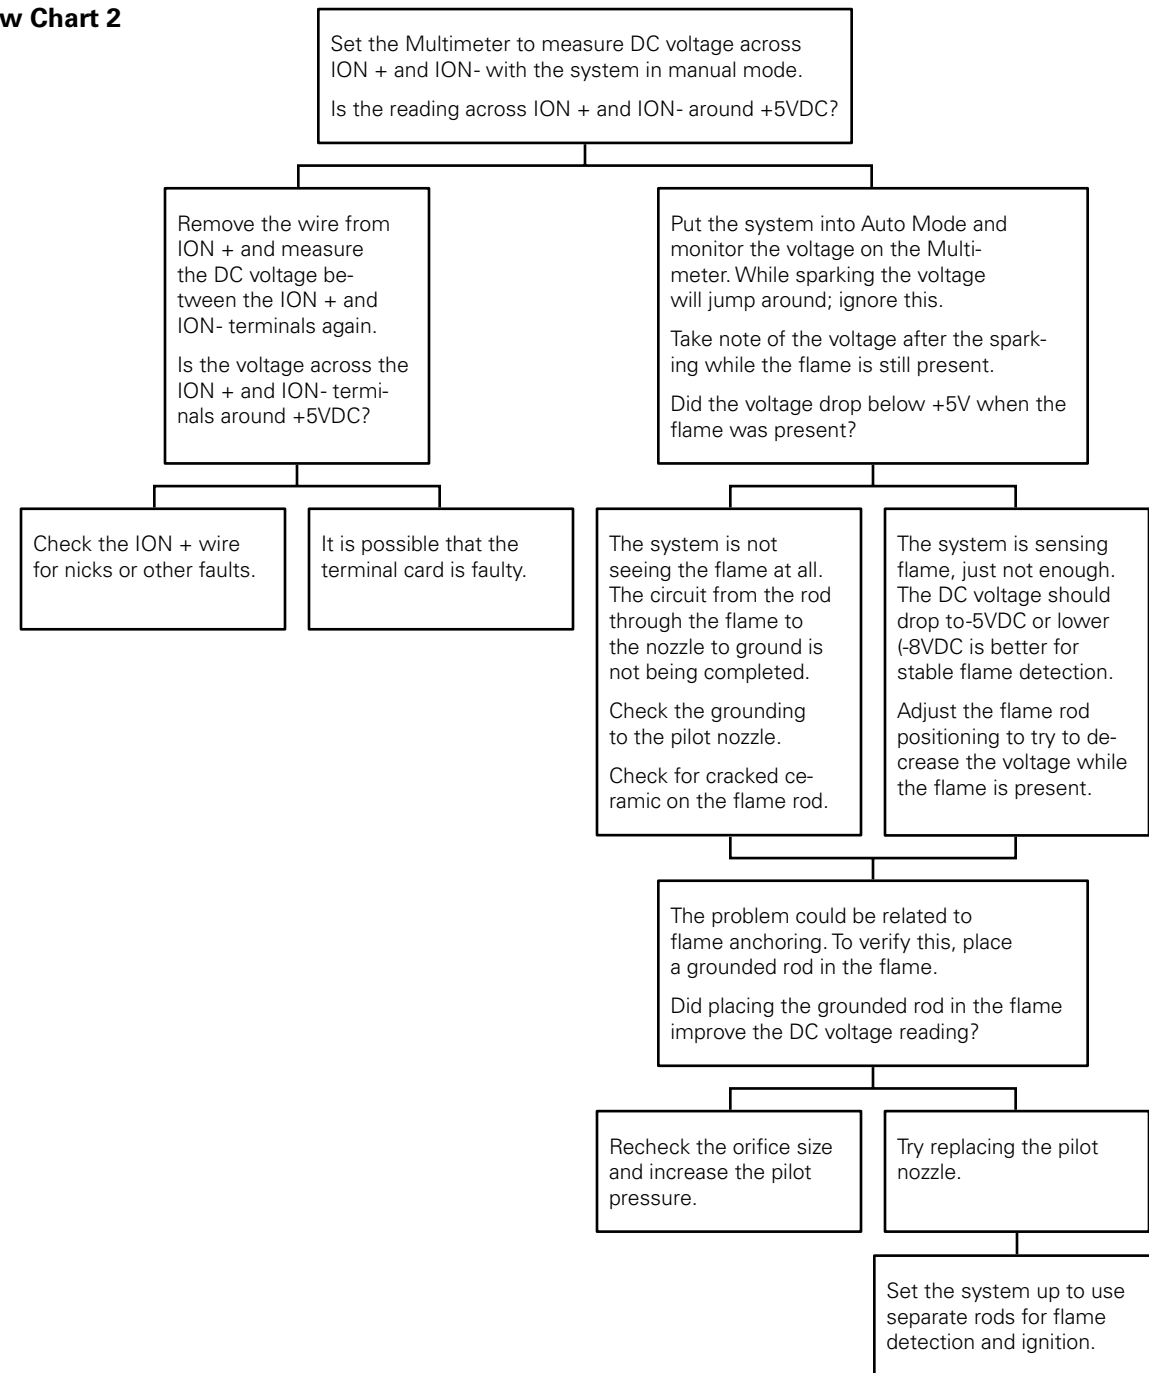 w Chart 2
Set the Multimeter to measure DC voltage across
ION + and ION- with the system in manual mode.
Is the reading across ION + and ION- around +5VDC?
Remove the wire from
ION + and measure
the DC voltage be-
tween the ION + and
ION- terminals again.
Is the voltage across the
ION + and ION- termi-
nals around +5VDC?
Put the system into Auto Mode and
monitor the voltage on the Multi-
meter. While sparking the voltage
will jump around; ignore this.
Take note of the voltage after the spark-
ing while the flame is still present.
Did the voltage drop below +5V when the
flame was present?
Check the ION + wire
for nicks or other faults.
It is possible that the
terminal card is faulty.
The system is not
seeing the flame at all.
The circuit from the rod
through the flame to
the nozzle to ground is
not being completed.
Check the grounding
to the pilot nozzle.
Check for cracked ce-
ramic on the flame rod.
The system is sensing
flame, just not enough.
The DC voltage should
drop to-5VDC or lower
(-8VDC is better for
stable flame detection.
Adjust the flame rod
positioning to try to de-
crease the voltage while
the flame is present.
The problem could be related to
flame anchoring. To verify this, place
a grounded rod in the flame.
Did placing the grounded rod in the flame
improve the DC voltage reading?
Recheck the orifice size
and increase the pilot
pressure.
Try replacing the pilot
nozzle.
Set the system up to use
separate rods for flame
detection and ignition.